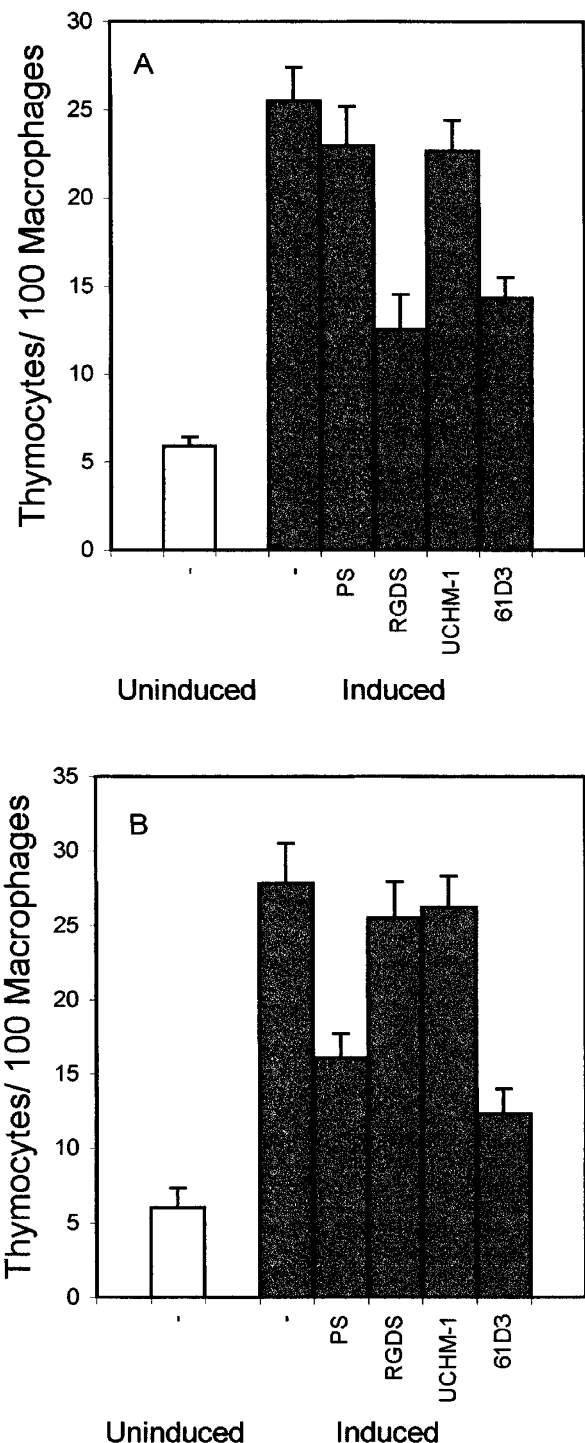 30
A
25
20
15
10
5
0
Thymocytes/ 100 Macrophages
- - PS RGDS UCHM-1 61D3
Uninduced Induced
35
B
30
25
20
15
10
5
0
Thymocytes/ 100 Macrophages
- - PS RGDS UCHM-1 61D3
Uninduced Induced